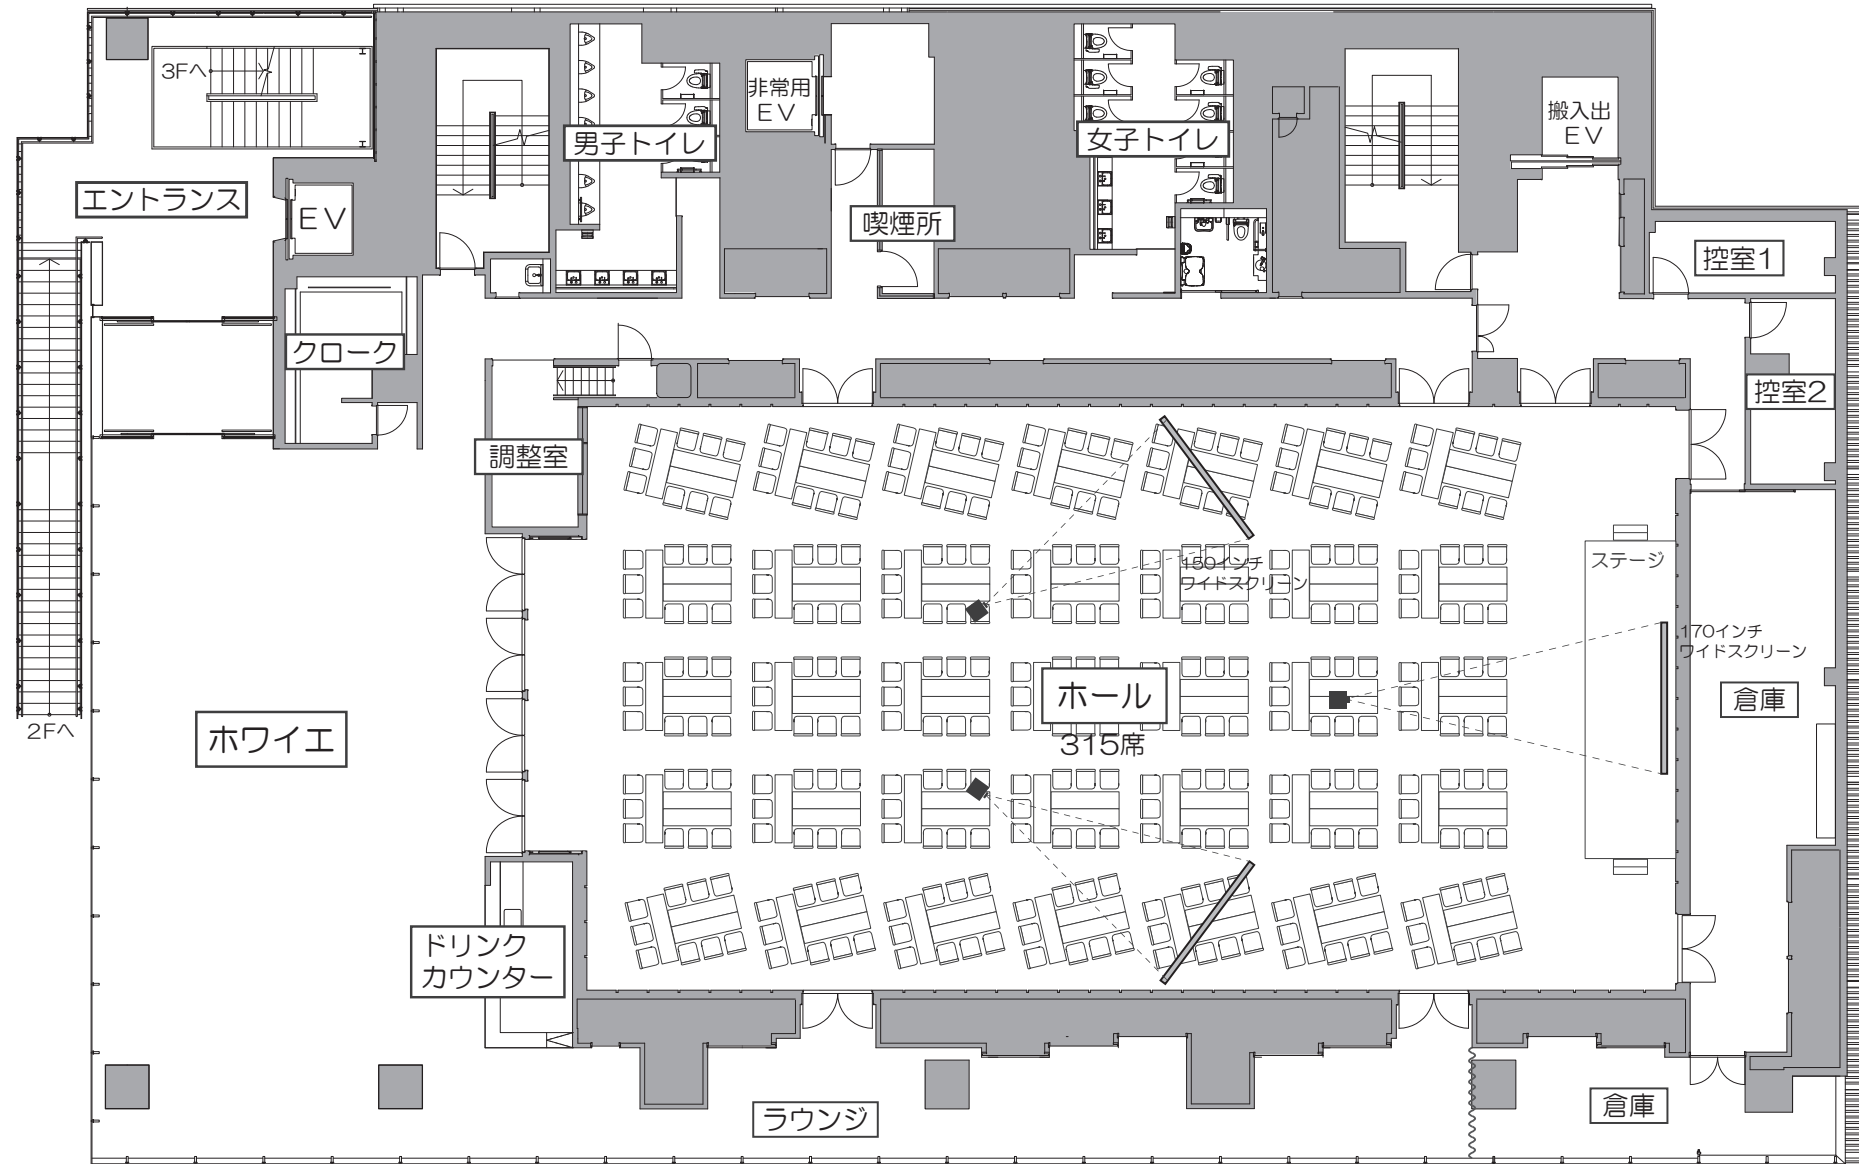 3Fへ
非常用
EV
搬入出
EV
男子トイレ
女子トイレ
エントランス
EV
喫煙所
控室1
クローク
控室2
調整室
150インチ
ワイドスクリーン
ステージ
170インチ
ワイドスクリーン
ホール
315席
倉庫
2Fへ
ホワイエ
ドリンク
カウンター
ラウンジ
倉庫